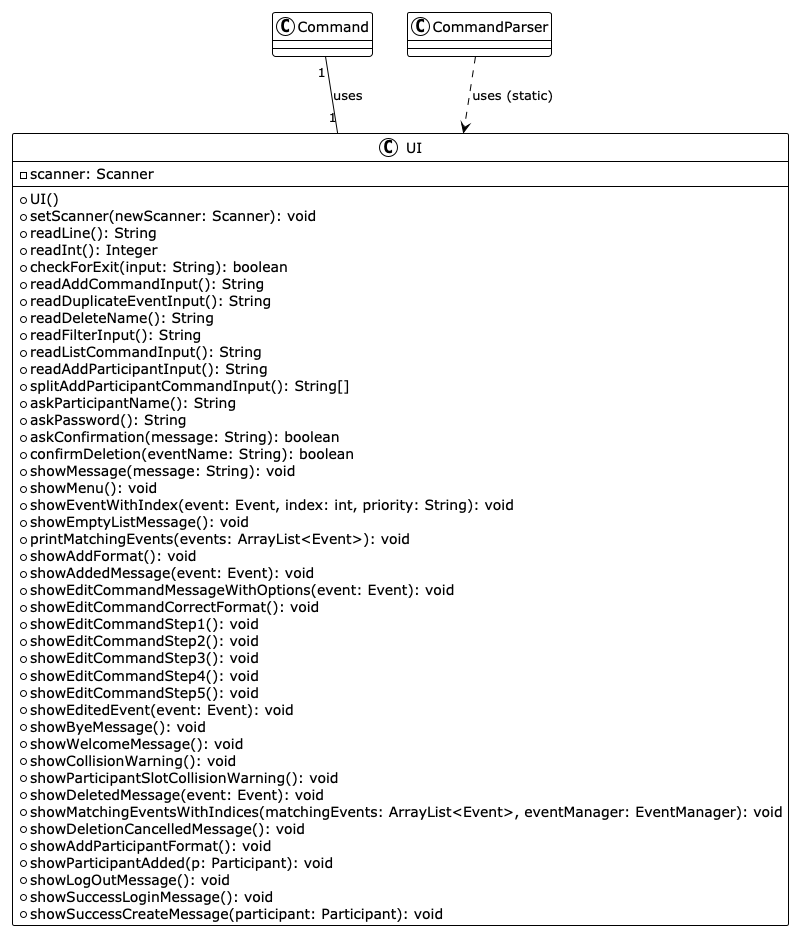 C Command
C CommandParser
1
uses
uses (static)
1
C UI
scanner: Scanner
UI()
setScanner(newScanner: Scanner): void
readLine(): String
readInt(): Integer
checkForExit(input: String): boolean
readAddCommandInput(): String
readDuplicateEventInput(): String
readDeleteName(): String
readFilterInput(): String
readListCommandInput(): String
readAddParticipantInput(): String
splitAddParticipantCommandInput(): String[]
askParticipantName(): String
askPassword(): String
askConfirmation(message: String): boolean
confirmDeletion(eventName: String): boolean
showMessage(message: String): void
showMenu(): void
showEventWithIndex(event: Event, index: int, priority: String): void
showEmptyListMessage(): void
printMatchingEvents(events: ArrayList<Event>): void
showAddFormat(): void
showAddedMessage(event: Event): void
showEditCommandMessageWithOptions(event: Event): void
showEditCommandCorrectFormat(): void
showEditCommandStep1(): void
showEditCommandStep2(): void
showEditCommandStep3(): void
showEditCommandStep4(): void
showEditCommandStep5(): void
showEditedEvent(event: Event): void
showByeMessage(): void
showWelcomeMessage(): void
showCollisionWarning(): void
showParticipantSlotCollisionWarning(): void
showDeletedMessage(event: Event): void
showMatchingEventsWithIndices(matchingEvents: ArrayList<Event>, eventManager: EventManager): void
showDeletionCancelledMessage(): void
showAddParticipantFormat(): void
showParticipantAdded(p: Participant): void
showLogOutMessage(): void
showSuccessLoginMessage(): void
showSuccessCreateMessage(participant: Participant): void